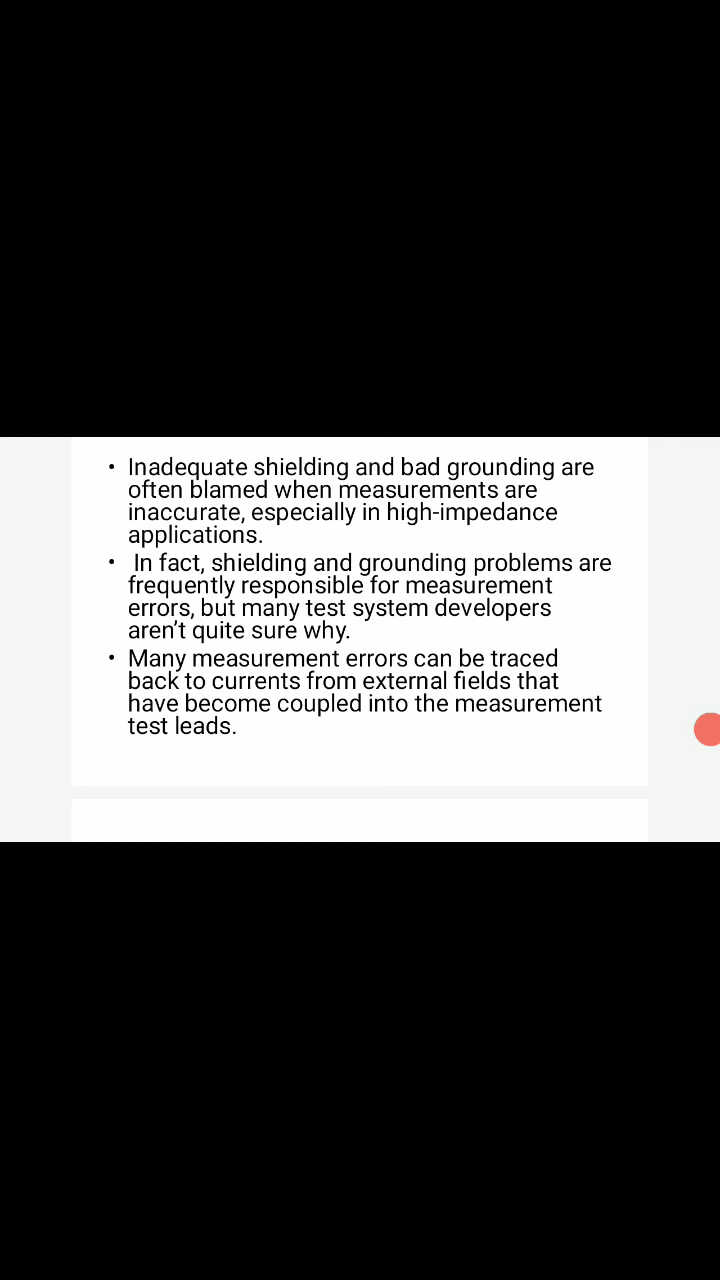 • Inadequate shielding and bad grounding are
often blamed when measurements are
inaccurate, especially in high-impedance
applications.
• In fact, shielding and grounding problems are
frequently responsible for measurement
errors, but many test system developers
aren’t quite sure why.
• Many measurement errors can be traced
back to currents from external fields that
have become coupled into the measurement
test leads.